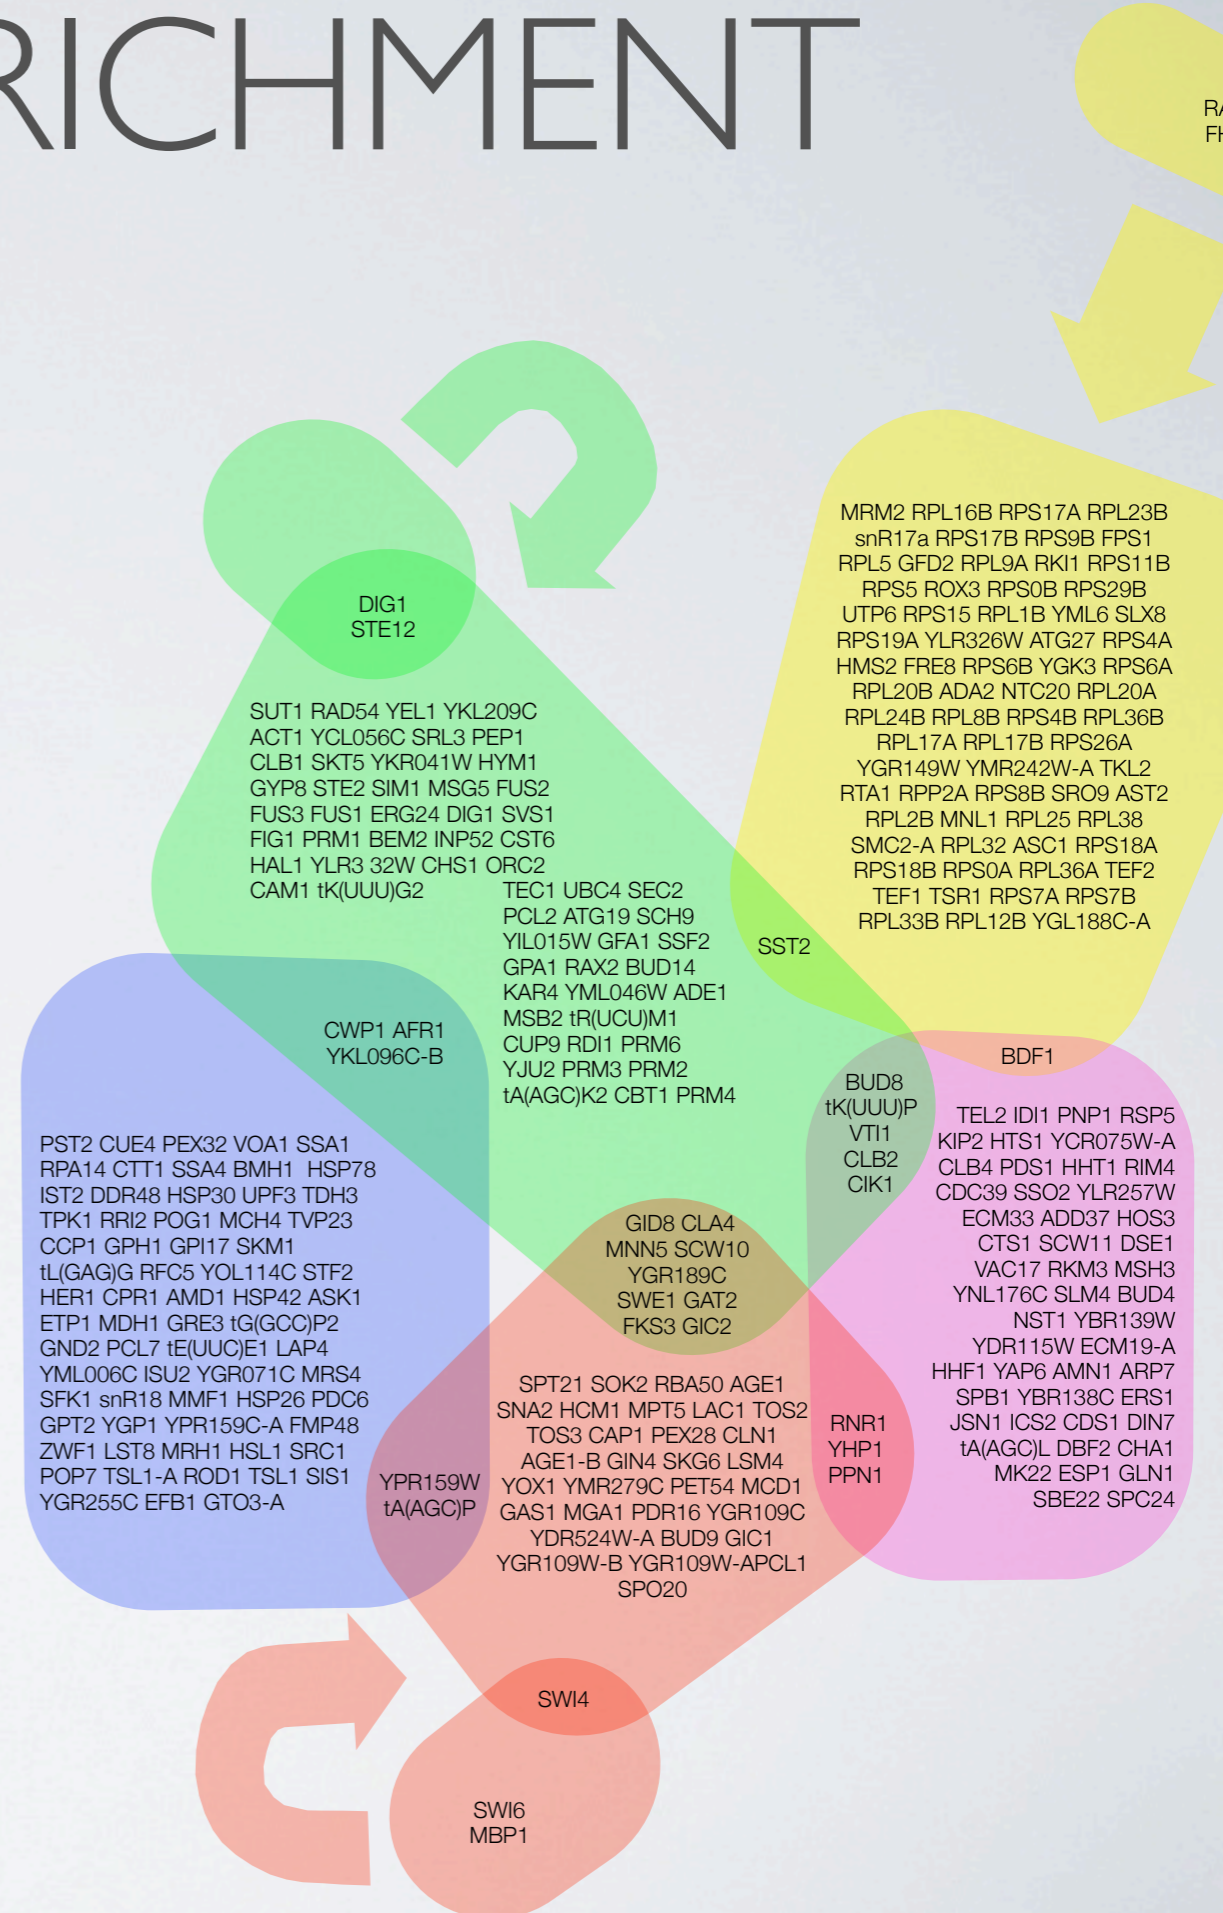 RICHMENT
RA
FH
DIG1
STE12
SUT1 RAD54 YEL1 YKL209C
ACT1 YCL056C SRL3 PEP1
CLB1 SKT5 YKR041W HYM1
GYP8 STE2 SIM1 MSG5 FUS2
FUS3 FUS1 ERG24 DIG1 SVS1
FIG1 PRM1 BEM2 INP52 CST6
HAL1 YLR3 32W CHS1 ORC2
CAM1 tK(UUU)G2
TEC1 UBC4 SEC2
PCL2 ATG19 SCH9
YIL015W GFA1 SSF2
GPA1 RAX2 BUD14
KAR4 YML046W ADE1
MSB2 tR(UCU)M1
CUP9 RDI1 PRM6
YJU2 PRM3 PRM2
tA(AGC)K2 CBT1 PRM4
MRM2 RPL16B RPS17A RPL23B
snR17a RPS17B RPS9B FPS1
RPL5 GFD2 RPL9A RKI1 RPS11B
RPS5 ROX3 RPS0B RPS29B
UTP6 RPS15 RPL1B YML6 SLX8
RPS19A YLR326W ATG27 RPS4A
HMS2 FRE8 RPS6B YGK3 RPS6A
RPL20B ADA2 NTC20 RPL20A
RPL24B RPL8B RPS4B RPL36B
RPL17A RPL17B RPS26A
YGR149W YMR242W-A TKL2
RTA1 RPP2A RPS8B SRO9 AST2
RPL2B MNL1 RPL25 RPL38
SMC2-A RPL32 ASC1 RPS18A
RPS18B RPS0A RPL36A TEF2
TEF1 TSR1 RPS7A RPS7B
RPL33B RPL12B YGL188C-A
SST2
CWP1 AFR1
YKL096C-B
BDF1
BUD8
tK(UUU)P
VTI1
CLB2
CIK1
PST2 CUE4 PEX32 VOA1 SSA1
RPA14 CTT1 SSA4 BMH1 HSP78
IST2 DDR48 HSP30 UPF3 TDH3
TPK1 RRI2 POG1 MCH4 TVP23
CCP1 GPH1 GPI17 SKM1
tL(GAG)G RFC5 YOL114C STF2
HER1 CPR1 AMD1 HSP42 ASK1
ETP1 MDH1 GRE3 tG(GCC)P2
GND2 PCL7 tE(UUC)E1 LAP4
YML006C ISU2 YGR071C MRS4
SFK1 snR18 MMF1 HSP26 PDC6
GPT2 YGP1 YPR159C-A FMP48
ZWF1 LST8 MRH1 HSL1 SRC1
POP7 TSL1-A ROD1 TSL1 SIS1
YGR255C EFB1 GTO3-A
TEL2 IDI1 PNP1 RSP5
KIP2 HTS1 YCR075W-A
CLB4 PDS1 HHT1 RIM4
CDC39 SSO2 YLR257W
ECM33 ADD37 HOS3
CTS1 SCW11 DSE1
VAC17 RKM3 MSH3
YNL176C SLM4 BUD4
NST1 YBR139W
YDR115W ECM19-A
HHF1 YAP6 AMN1 ARP7
SPB1 YBR138C ERS1
JSN1 ICS2 CDS1 DIN7
tA(AGC)L DBF2 CHA1
MK22 ESP1 GLN1
SBE22 SPC24
GID8 CLA4
MNN5 SCW10
YGR189C
SWE1 GAT2
FKS3 GIC2
SPT21 SOK2 RBA50 AGE1
SNA2 HCM1 MPT5 LAC1 TOS2
TOS3 CAP1 PEX28 CLN1
AGE1-B GIN4 SKG6 LSM4
YOX1 YMR279C PET54 MCD1
GAS1 MGA1 PDR16 YGR109C
YDR524W-A BUD9 GIC1
YGR109W-B YGR109W-APCL1
SPO20
RNR1
YHP1
PPN1
YPR159W
tA(AGC)P
SWI4
SWI6
MBP1